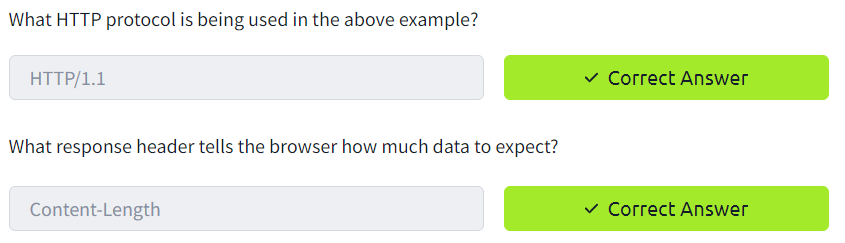 What HTTP protocol is being used in the above example?
HTTP/1.1
✓ Correct Answer
What response header tells the browser how much data to expect?
Content-Length
✓ Correct Answer